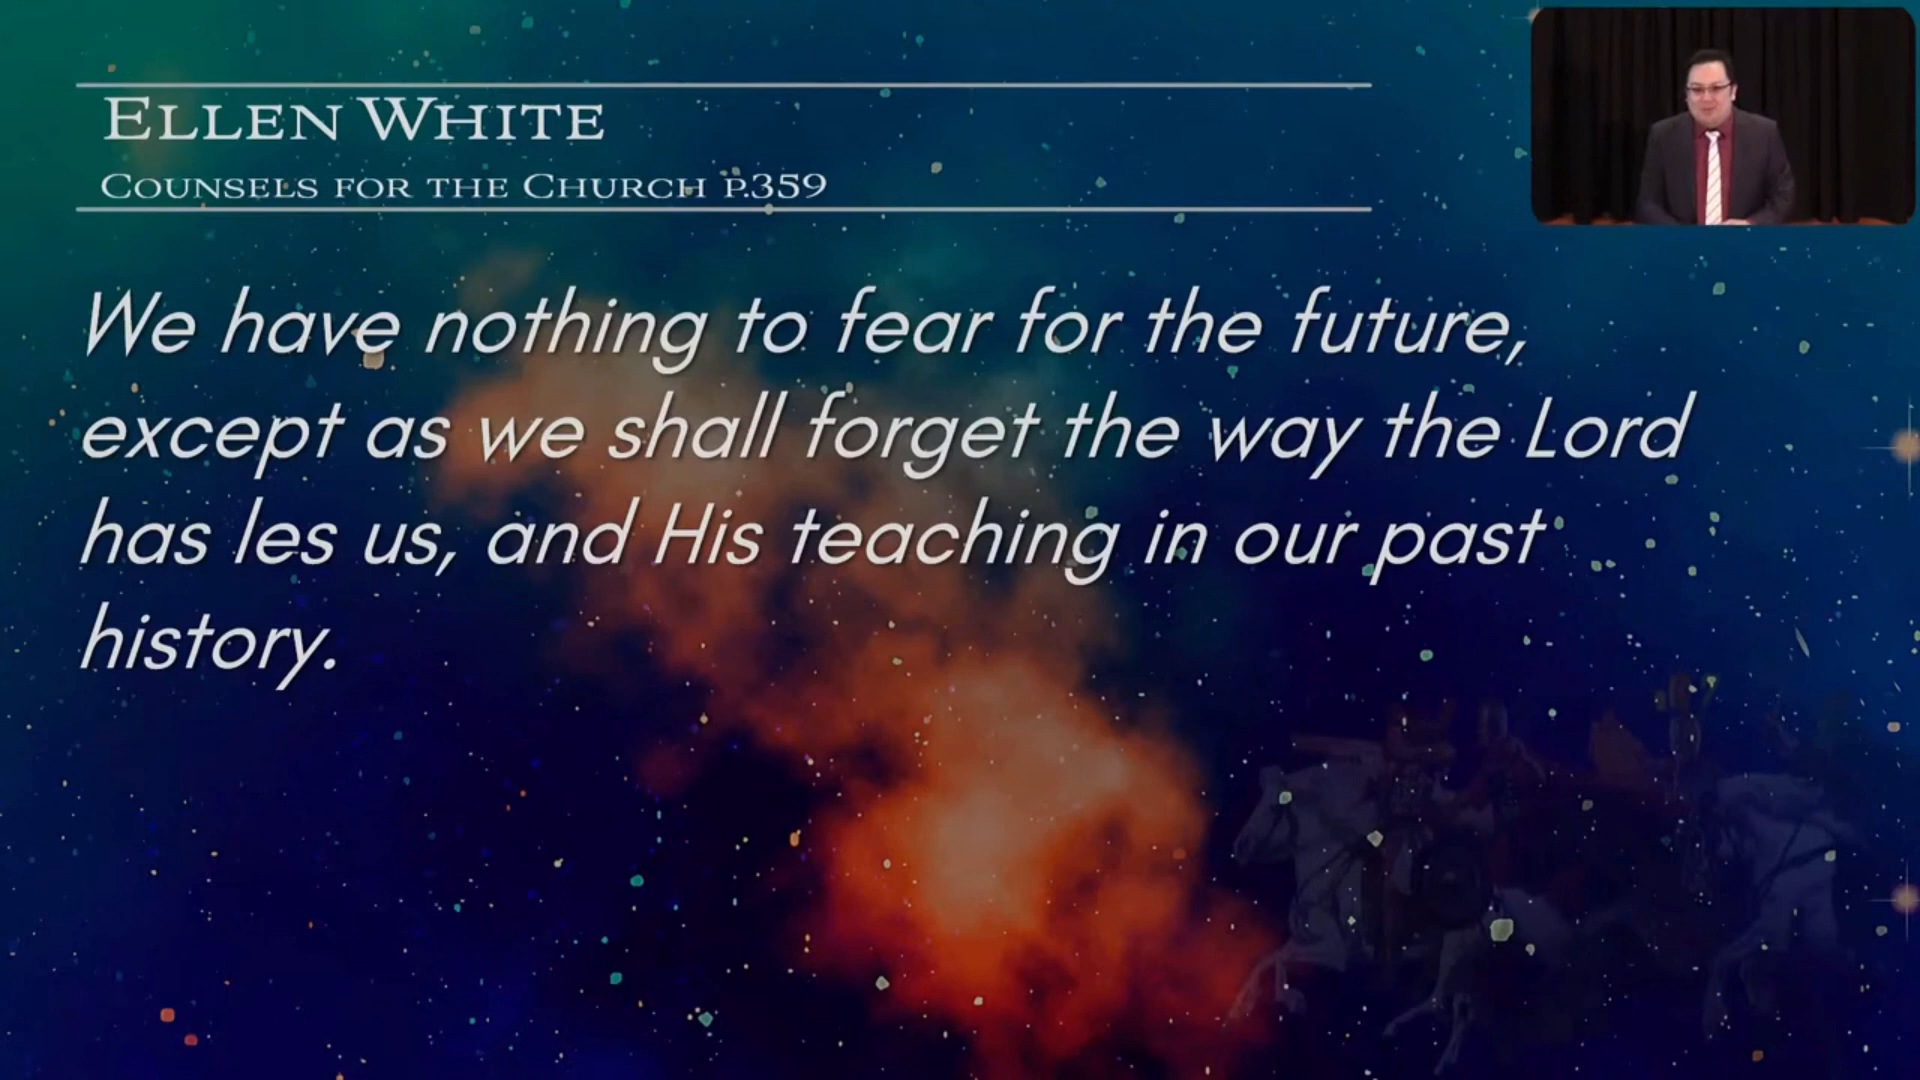 ELLEN WHITE
COUNSELS FOR THE CHURCH P.359
We have nothing to fear for the future,
except as we shall forget the way the Lord
has les us, and His teaching in our past
history.